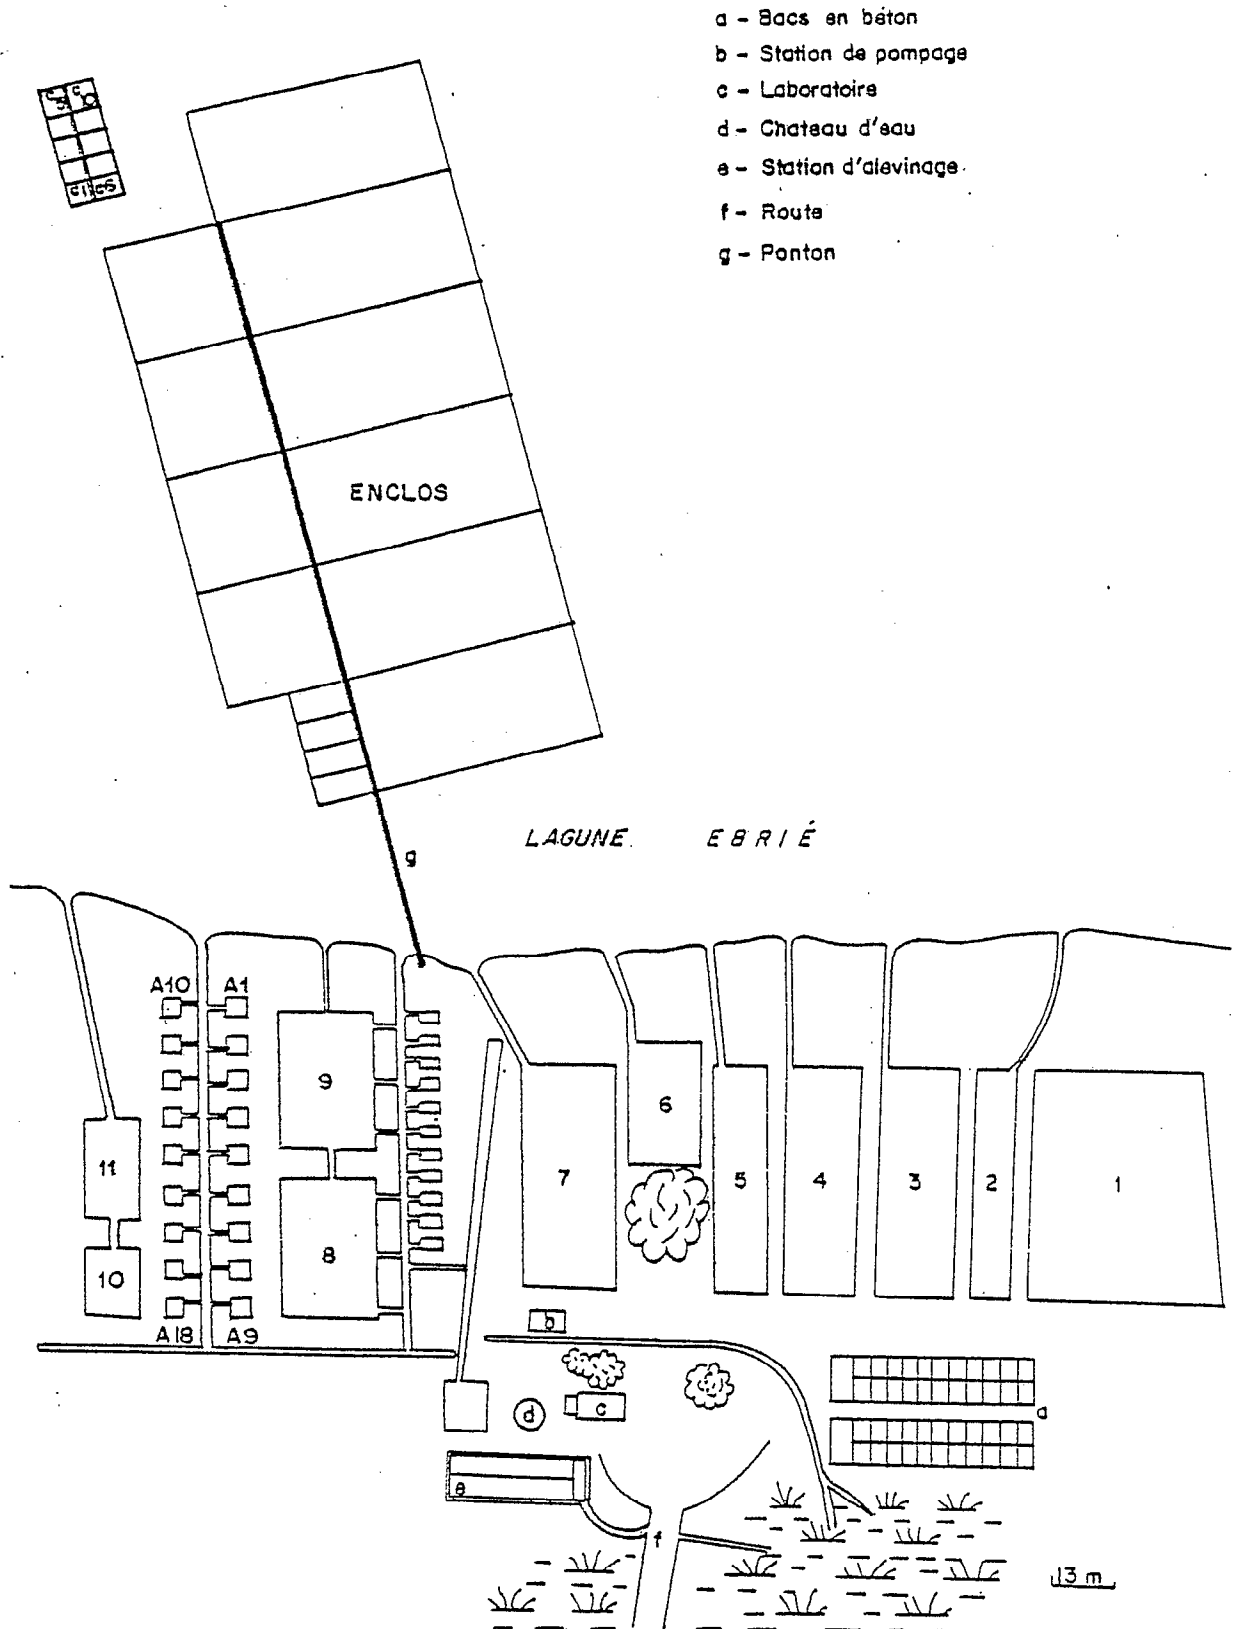 a - Bacs en béton
b - Station de pompage
c - Laboratoire
d - Chateau d'eau
e - Station d'alevinage
f - Route
g - Ponton
ENCLOS
LAGUNE EBRIÉ
g
A10 A1
9
6
11
7
5
4
3
2
1
8
10
A18 A9
b
d
c
a
e
f
13 m